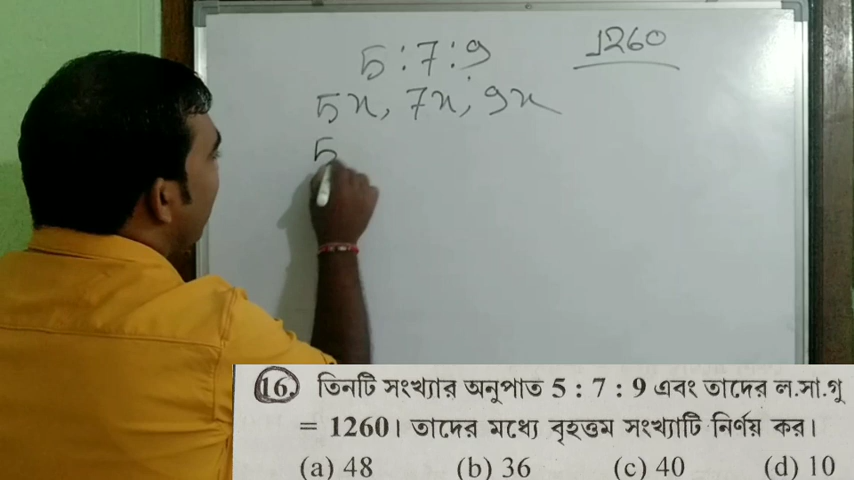 5 : 7 : 9 1260
5x, 7x, 9x
5
16. তিনটি সংখ্যার অনুপাত 5 : 7 : 9 এবং তাদের ল.সা.গু
= 1260। তাদের মধ্যে বৃহত্তম সংখ্যাটি নির্ণয় কর।
(a) 48 (b) 36 (c) 40 (d) 10